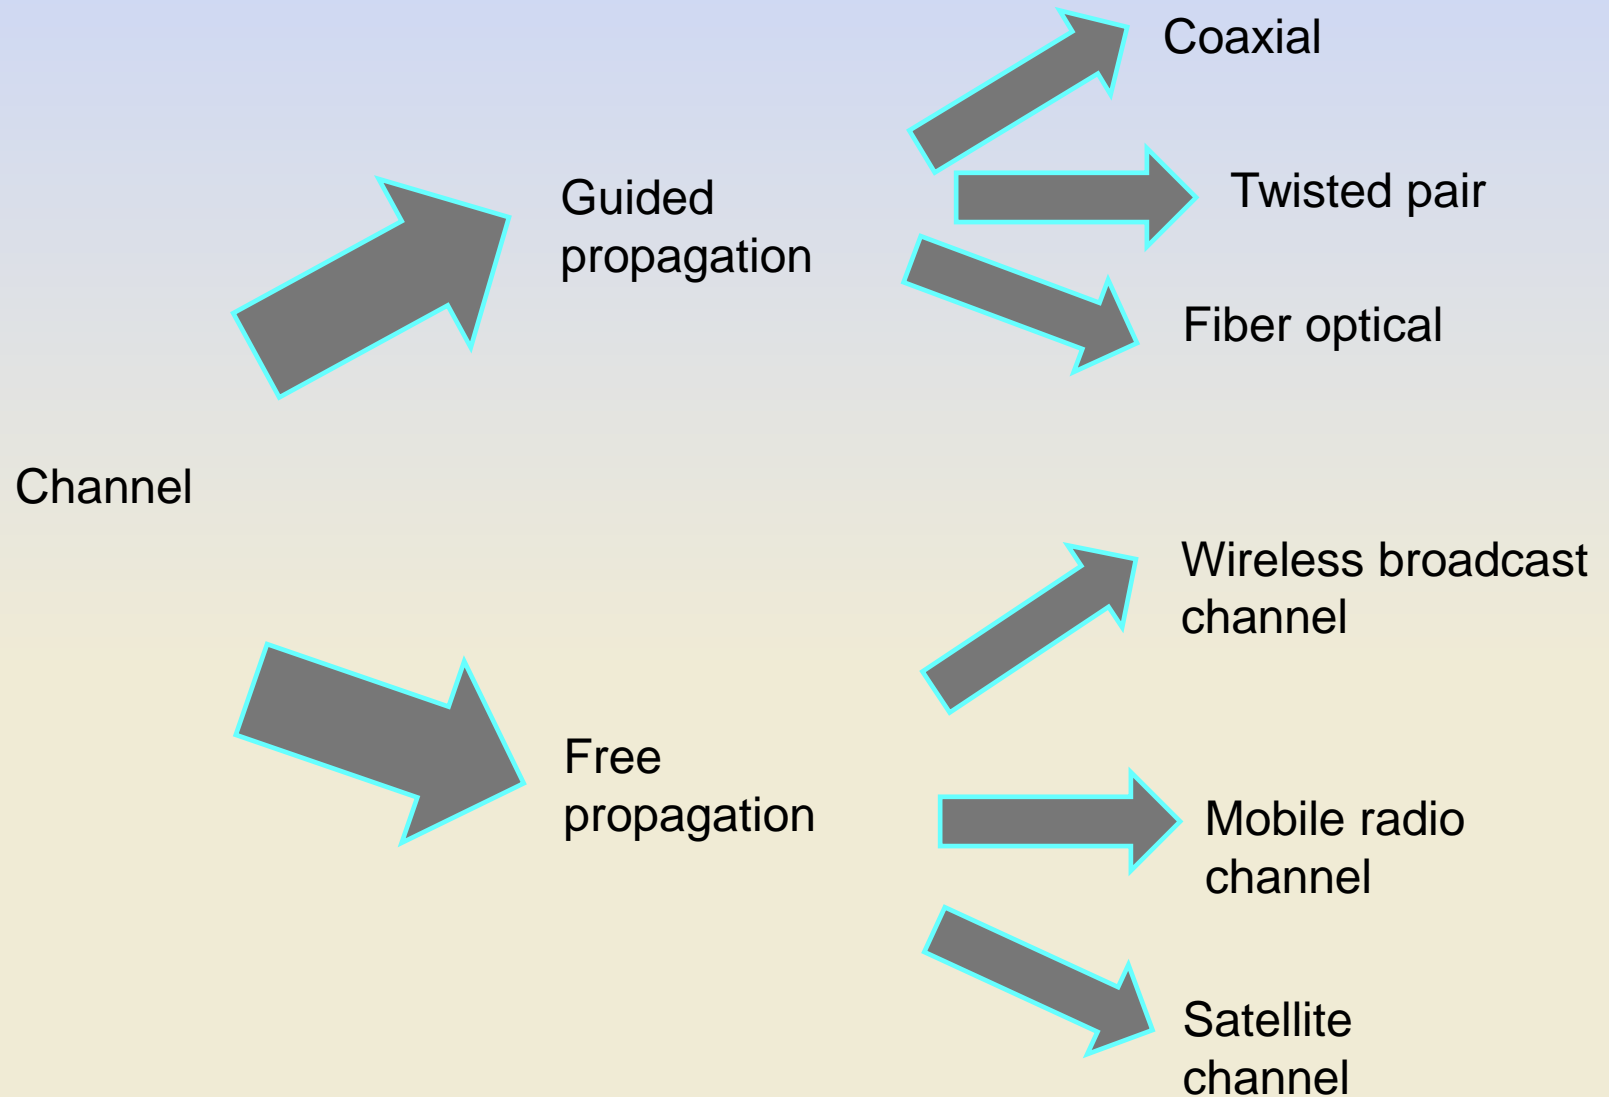 Coaxial
Guided
propagation
Twisted pair
Fiber optical
Channel
Wireless broadcast
channel
Free
propagation
Mobile radio
channel
Satellite
channel